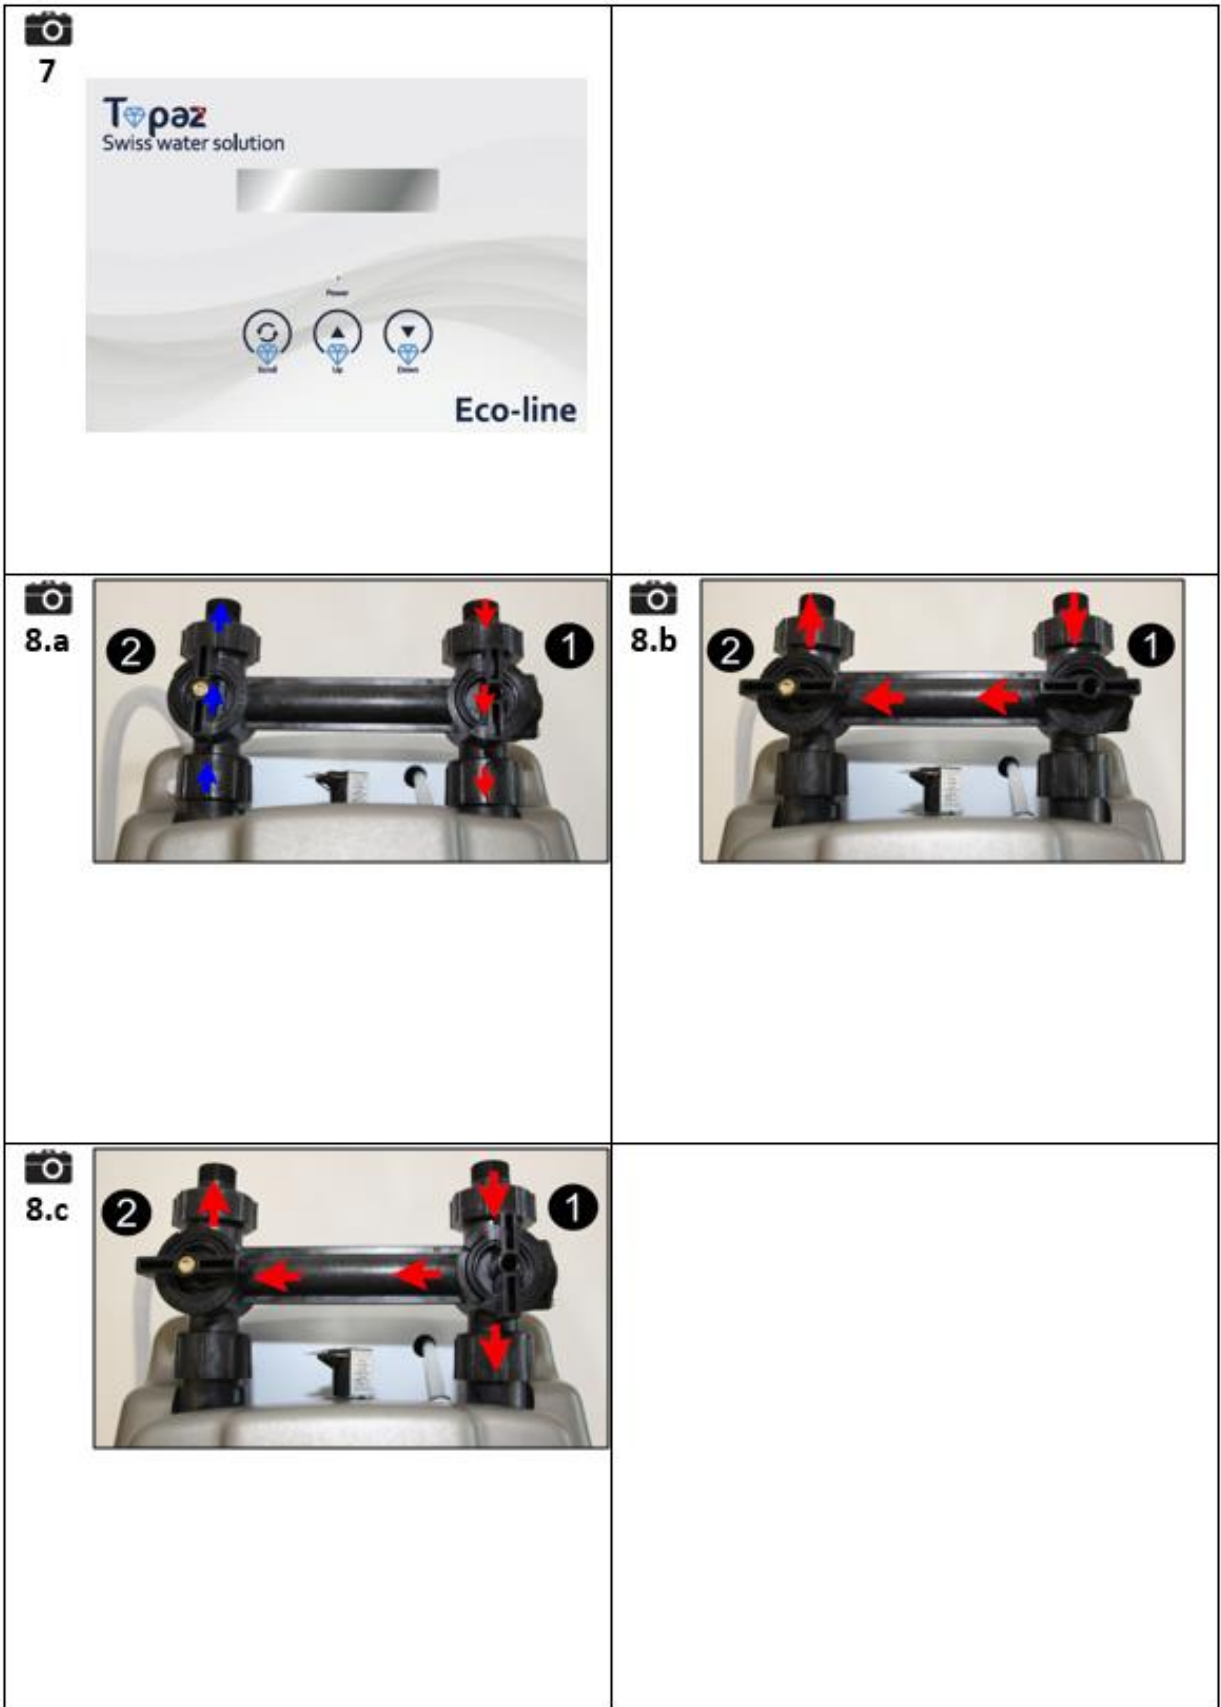 7
Topaz
Swiss water solution
Power
Scroll
Up
Down
Eco-line
8.a
2
1
8.b
2
1
8.c
2
1